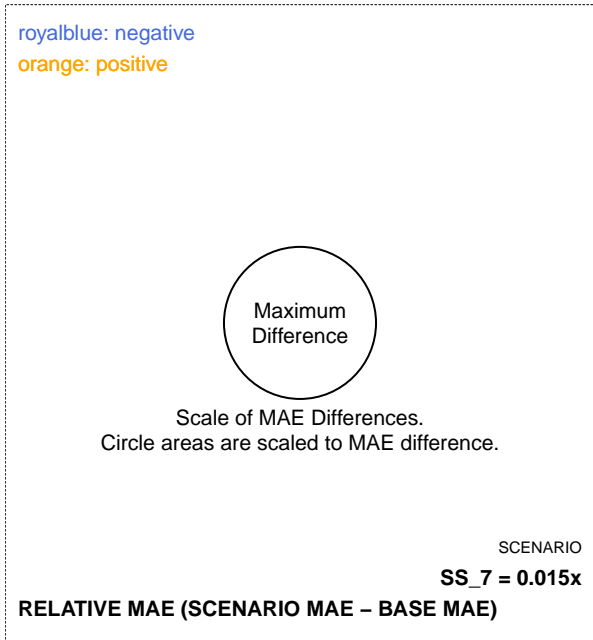 royalblue: negative
orange: positive
Maximum
Difference
Scale of MAE Differences.
Circle areas are scaled to MAE difference.
SCENARIO
SS_7 = 0.015x
RELATIVE MAE (SCENARIO MAE − BASE MAE)